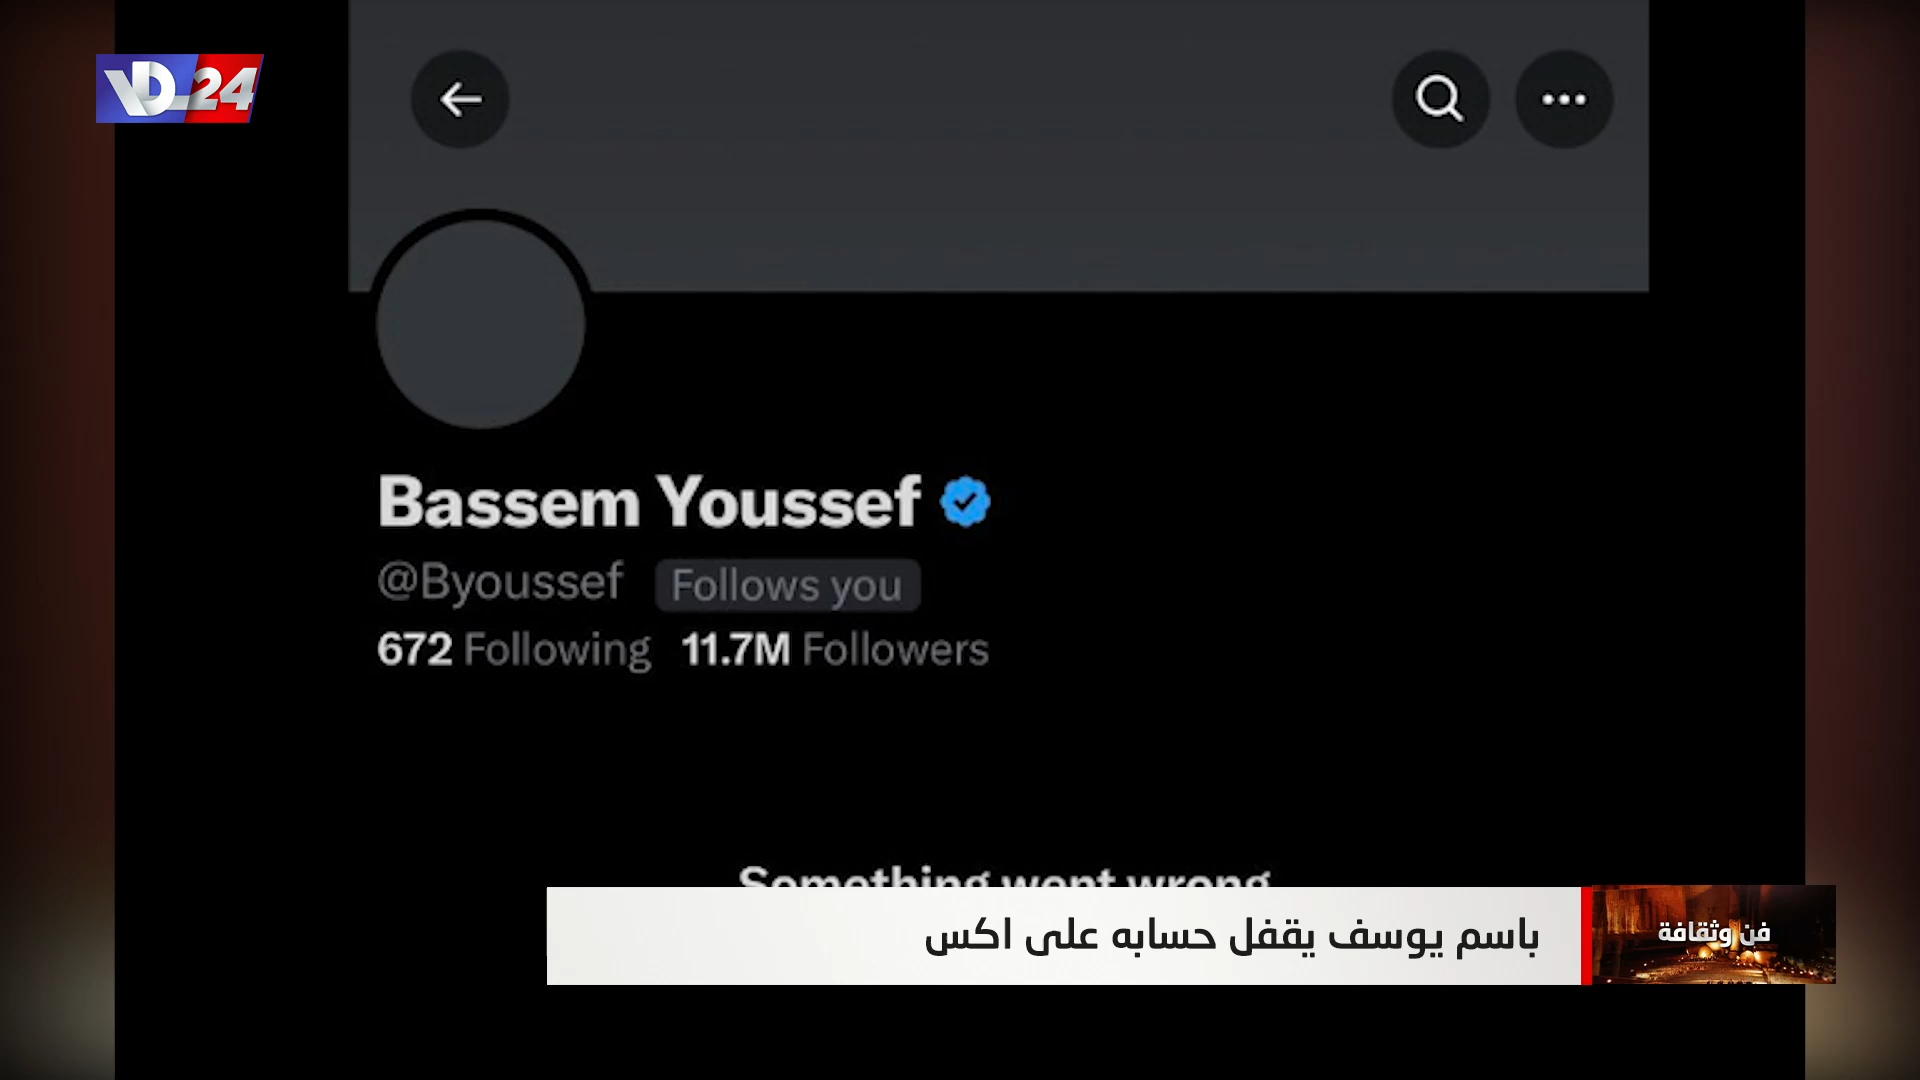 VD_24
Bassem Youssef
@Byoussef Follows you
672 Following 11.7M Followers
Something went wrong
باسم يوسف يقفل حسابه على اكس
فن وثقافة